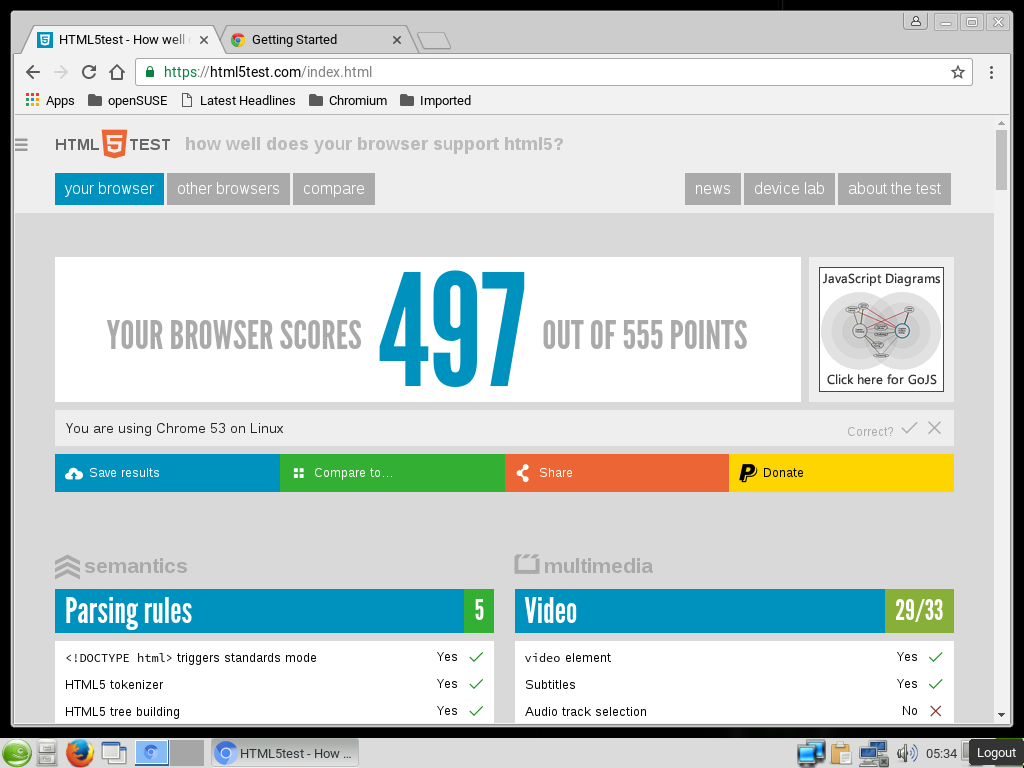 HTML5test - How well
Getting Started
https://html5test.com/index.html
Apps openSUSE Latest Headlines Chromium Imported
HTML 5 TEST how well does your browser support html5?
your browser other browsers compare news device lab about the test
YOUR BROWSER SCORES 497 OUT OF 555 POINTS
JavaScript Diagrams
Click here for GoJS
You are using Chrome 53 on Linux
Correct?
Save results Compare to... Share Donate
semantics
Parsing rules 5
<!DOCTYPE html> triggers standards mode Yes
HTML5 tokenizer Yes
HTML5 tree building Yes
multimedia
Video 29/33
video element Yes
Subtitles Yes
Audio track selection No
HTML5test - How ...
05:34
Logout